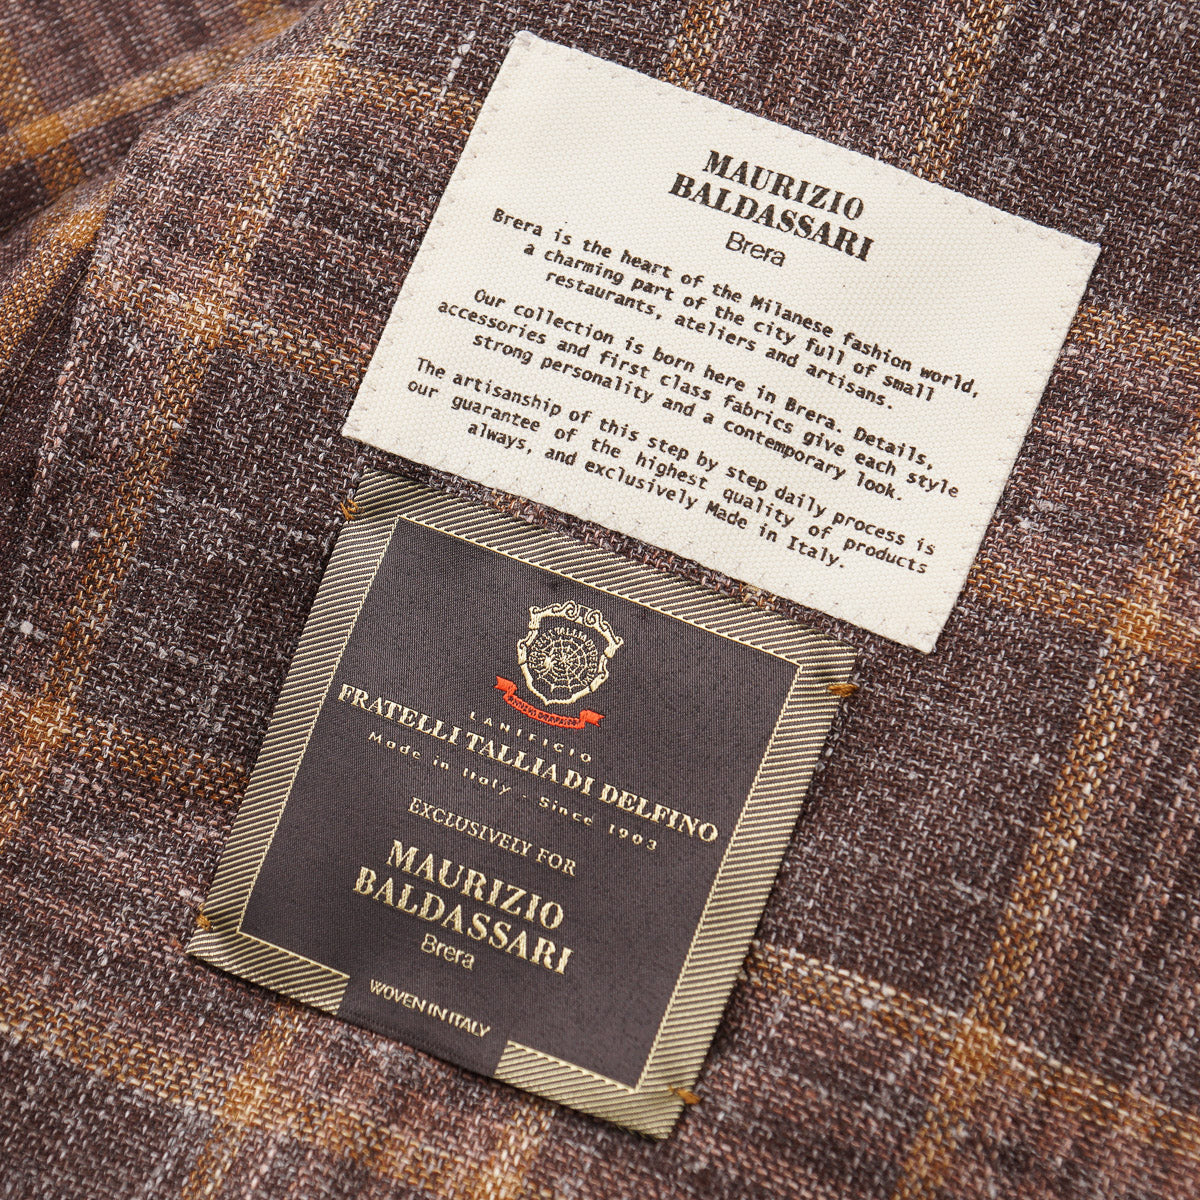 MAURIZIO
BALDASSARI
Brera
Brera is the heart of the Milanese fashion world,
a charming part of the city full of small
restaurants, ateliers and artisans.
Our collection is born here in Brera. Details,
accessories and first class fabrics give each style
strong personality and a contemporary look.
The artisanship of this step by step daily process is
our guarantee of the highest quality of products
always, and exclusively Made in Italy.
LANIFICIO
FRATELLI TALLIA DI DELFINO
Made in Italy - Since 1903
EXCLUSIVELY FOR
MAURIZIO
BALDASSARI
Brera
WOVEN IN ITALY